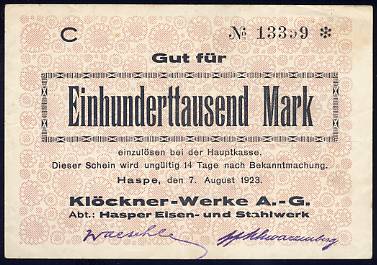 C № 13399 *
Gut für
Einhunderttausend Mark
einzulösen bei der Hauptkasse.
Dieser Schein wird ungültig 14 Tage nach Bekanntmachung.
Haspe, den 7. August 1923.
Klöckner-Werke A.-G.
Abt.: Hasper Eisen- und Stahlwerk